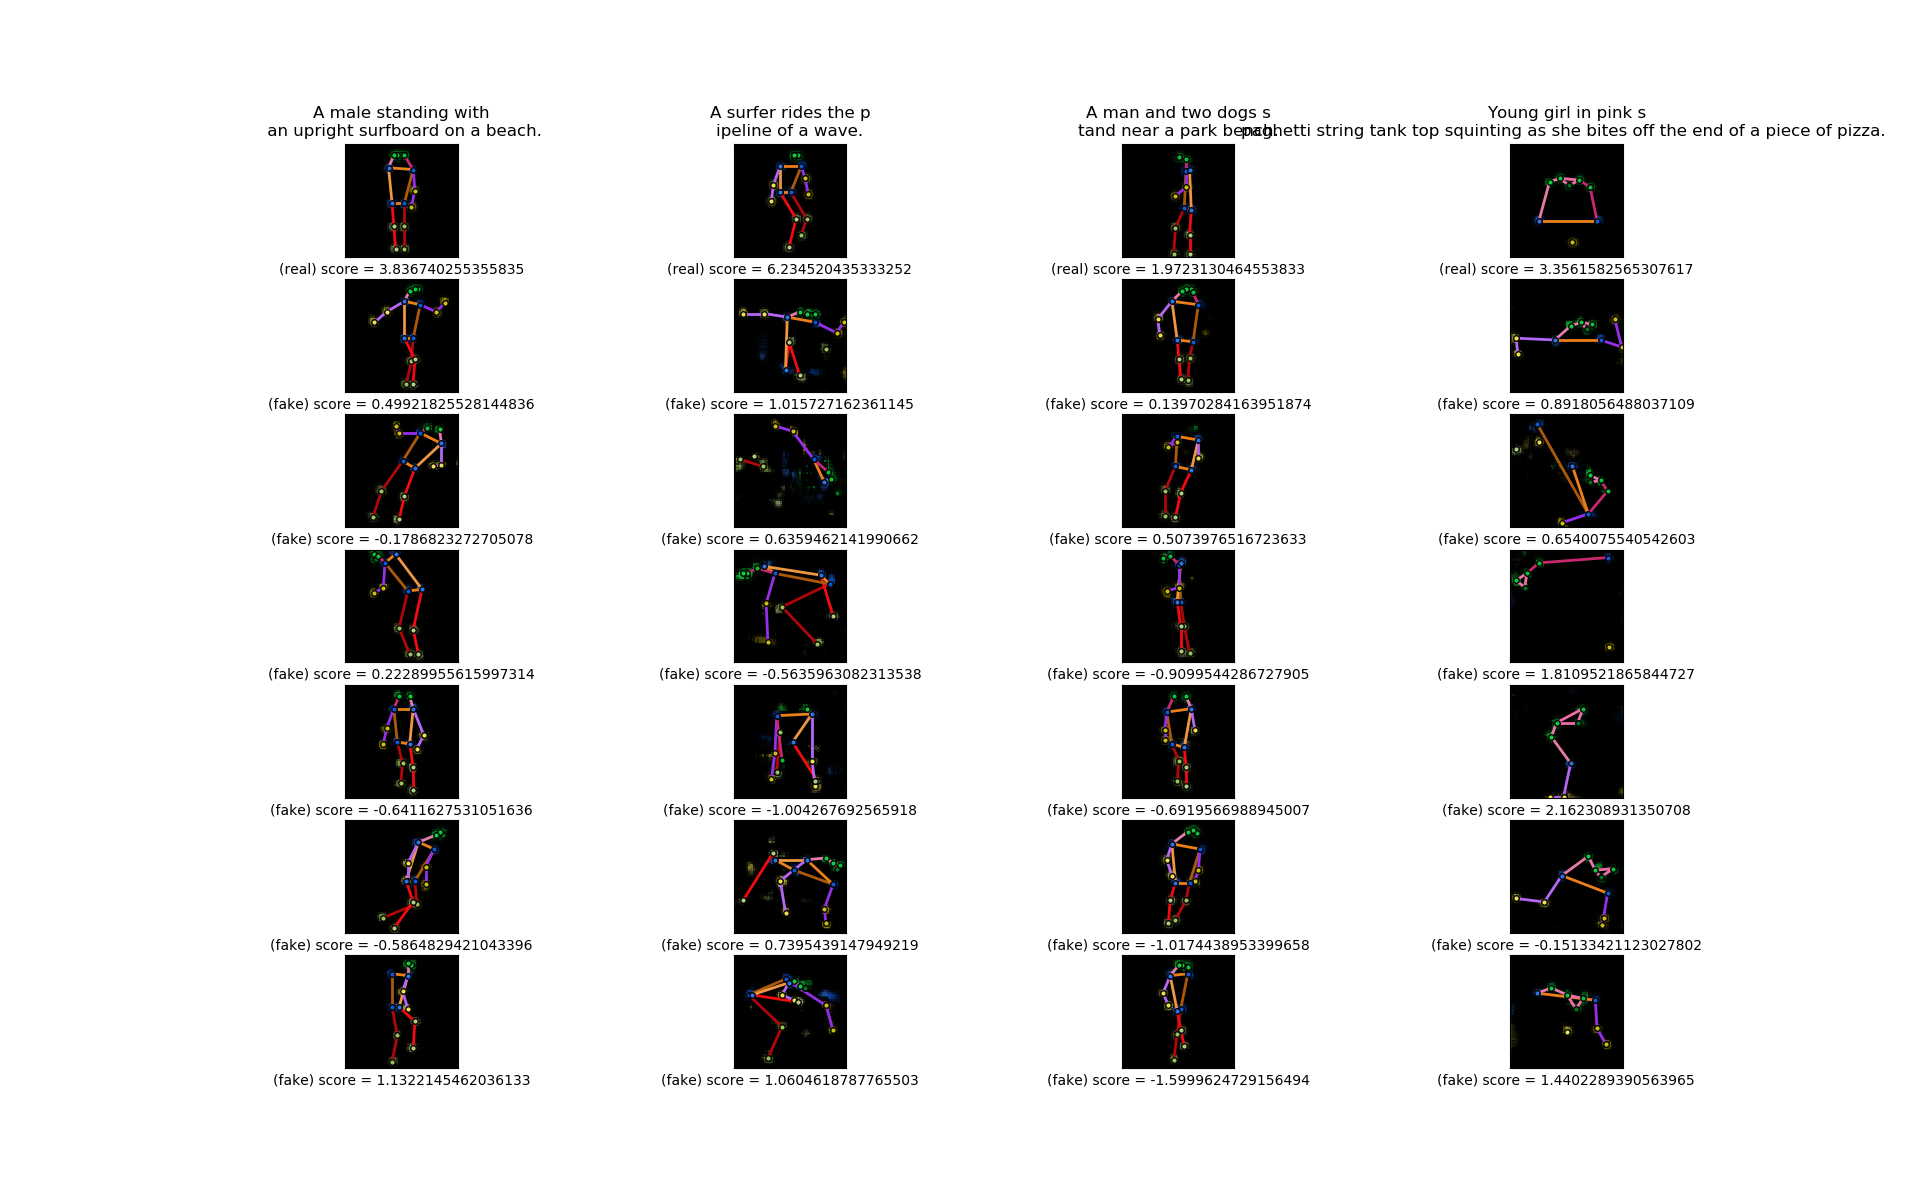 A male standing with
an upright surfboard on a beach.
A surfer rides the p
ipeline of a wave.
A man and two dogs s
tand near a park bench.
Young girl in pink s
paghetti string tank top squinting as she bites off the end of a piece of pizza.
(real) score = 3.836740255355835
(real) score = 6.234520435333252
(real) score = 1.9723130464553833
(real) score = 3.3561582565307617
(fake) score = 0.49921825528144836
(fake) score = 1.015727162361145
(fake) score = 0.13970284163951874
(fake) score = 0.8918056488037109
(fake) score = -0.1786823272705078
(fake) score = 0.6359462141990662
(fake) score = 0.5073976516723633
(fake) score = 0.6540075540542603
(fake) score = 0.22289955615997314
(fake) score = -0.5635963082313538
(fake) score = -0.9099544286727905
(fake) score = 1.8109521865844727
(fake) score = -0.6411627531051636
(fake) score = -1.004267692565918
(fake) score = -0.6919566988945007
(fake) score = 2.162308931350708
(fake) score = -0.5864829421043396
(fake) score = 0.7395439147949219
(fake) score = -1.0174438953399658
(fake) score = -0.15133421123027802
(fake) score = 1.1322145462036133
(fake) score = 1.0604618787765503
(fake) score = -1.5999624729156494
(fake) score = 1.4402289390563965